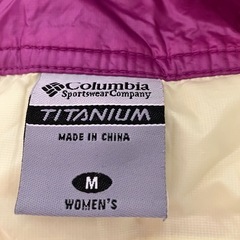 Columbia
Sportswear Company
TITANIUM
MADE IN CHINA
M
WOMEN'S